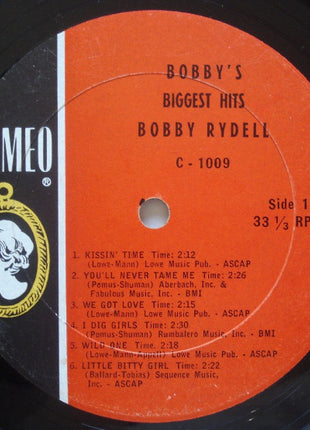 BOBBY'S
BIGGEST HITS
BOBBY RYDELL
C - 1009
MEO
®
Side 1
33 1/3 RP
1. KISSIN' TIME Time: 2:12
(Lowe-Mann) Lowe Music Pub. - ASCAP
2. YOU'LL NEVER TAME ME Time: 2:26
(Pomus-Shuman) Aberbach, Inc. &
Fabulous Music, Inc. - BMI
3. WE GOT LOVE Time: 2:15
(Lowe-Mann) Lowe Music Pub. - ASCAP
4. I DIG GIRLS Time: 2:30
(Pomus-Shuman) Rumbalero Music, Inc. - BMI
5. WILD ONE Time: 2:18
(Lowe-Mann-Appell) Lowe Music Pub. - ASCAP
6. LITTLE BITTY GIRL Time: 2:22
(Ballard-Tobias) Sequence Music,
Inc. - ASCAP